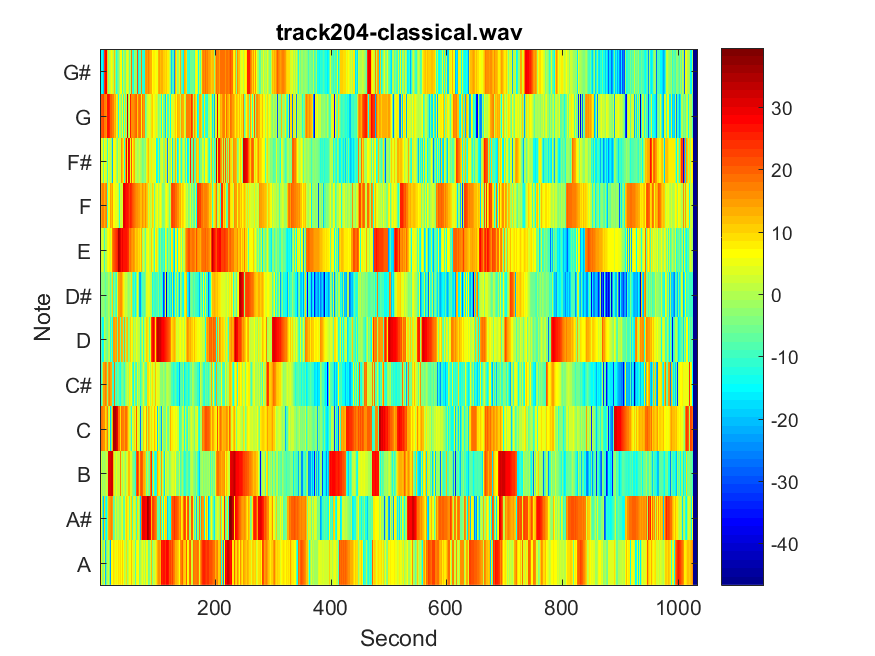 track204-classical.wav
G#
G
F#
F
E
D#
D
C#
C
B
A#
A
Note
200
400
600
800
1000
Second
30
20
10
0
-10
-20
-30
-40